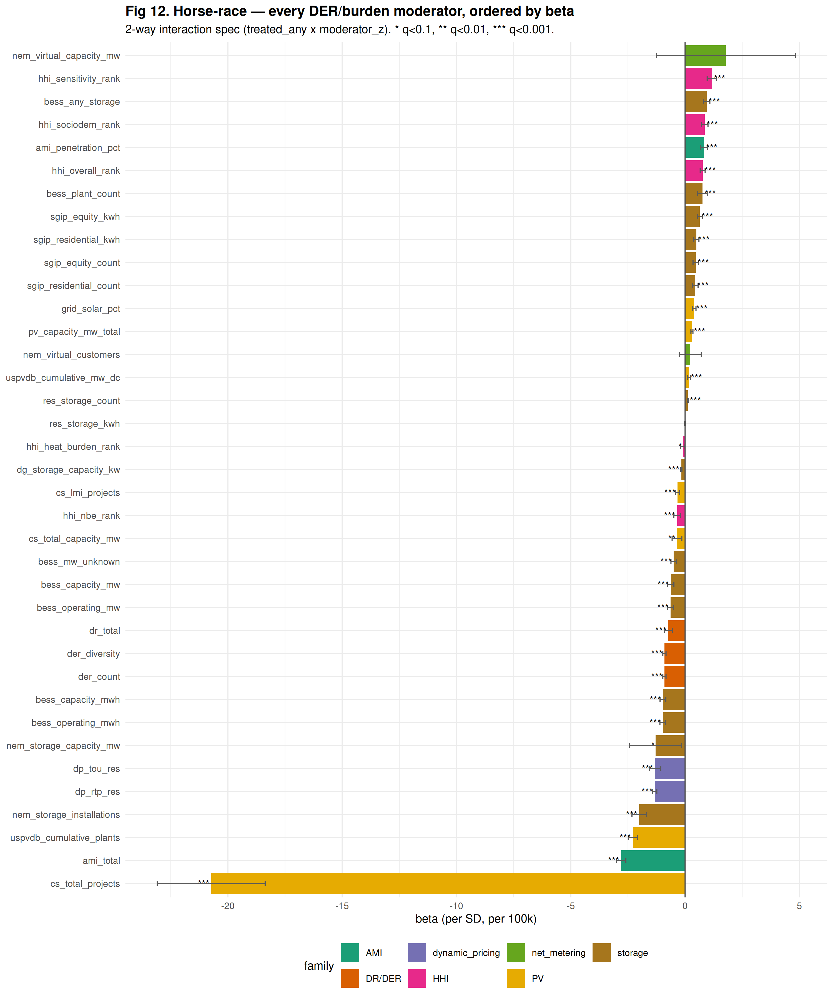 Fig 12. Horse-race — every DER/burden moderator, ordered by beta
2-way interaction spec (treated_any x moderator_z). * q<0.1, ** q<0.01, *** q<0.001.
nem_virtual_capacity_mw
hhi_sensitivity_rank ***
bess_any_storage ***
hhi_sociodem_rank ***
ami_penetration_pct ***
hhi_overall_rank ***
bess_plant_count ***
sgip_equity_kwh ***
sgip_residential_kwh ***
sgip_equity_count ***
sgip_residential_count ***
grid_solar_pct ***
pv_capacity_mw_total ***
nem_virtual_customers
uspvdb_cumulative_mw_dc ***
res_storage_count ***
res_storage_kwh
hhi_heat_burden_rank *
dg_storage_capacity_kw ***
cs_lmi_projects ***
hhi_nbe_rank ***
cs_total_capacity_mw **
bess_mw_unknown ***
bess_capacity_mw ***
bess_operating_mw ***
dr_total ***
der_diversity ***
der_count ***
bess_capacity_mwh ***
bess_operating_mwh ***
nem_storage_capacity_mw *
dp_tou_res ***
dp_rtp_res ***
nem_storage_installations ***
uspvdb_cumulative_plants ***
ami_total ***
cs_total_projects ***
-20 -15 -10 -5 0 5
beta (per SD, per 100k)
family
AMI dynamic_pricing net_metering storage
DR/DER HHI PV